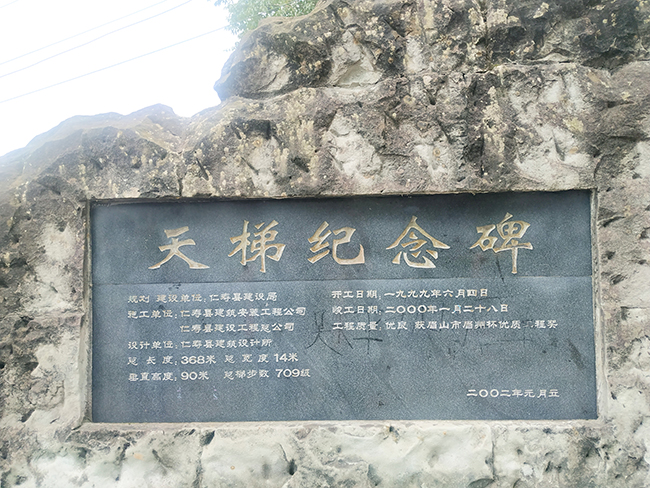 天梯纪念碑
规划 建设单位：仁寿县建设局
施工单位：仁寿县建筑安装工程公司
仁寿县建设工程总公司
设计单位：仁寿县建筑设计所
总 长 度：368米 总 宽 度 14米
垂直高度：90米 总梯步数 709级
开工日期：一九九九年六月四日
竣工日期：二〇〇〇年一月二十八日
工程质量：优良 获眉山市眉州杯优质工程奖
二〇〇二年元月立